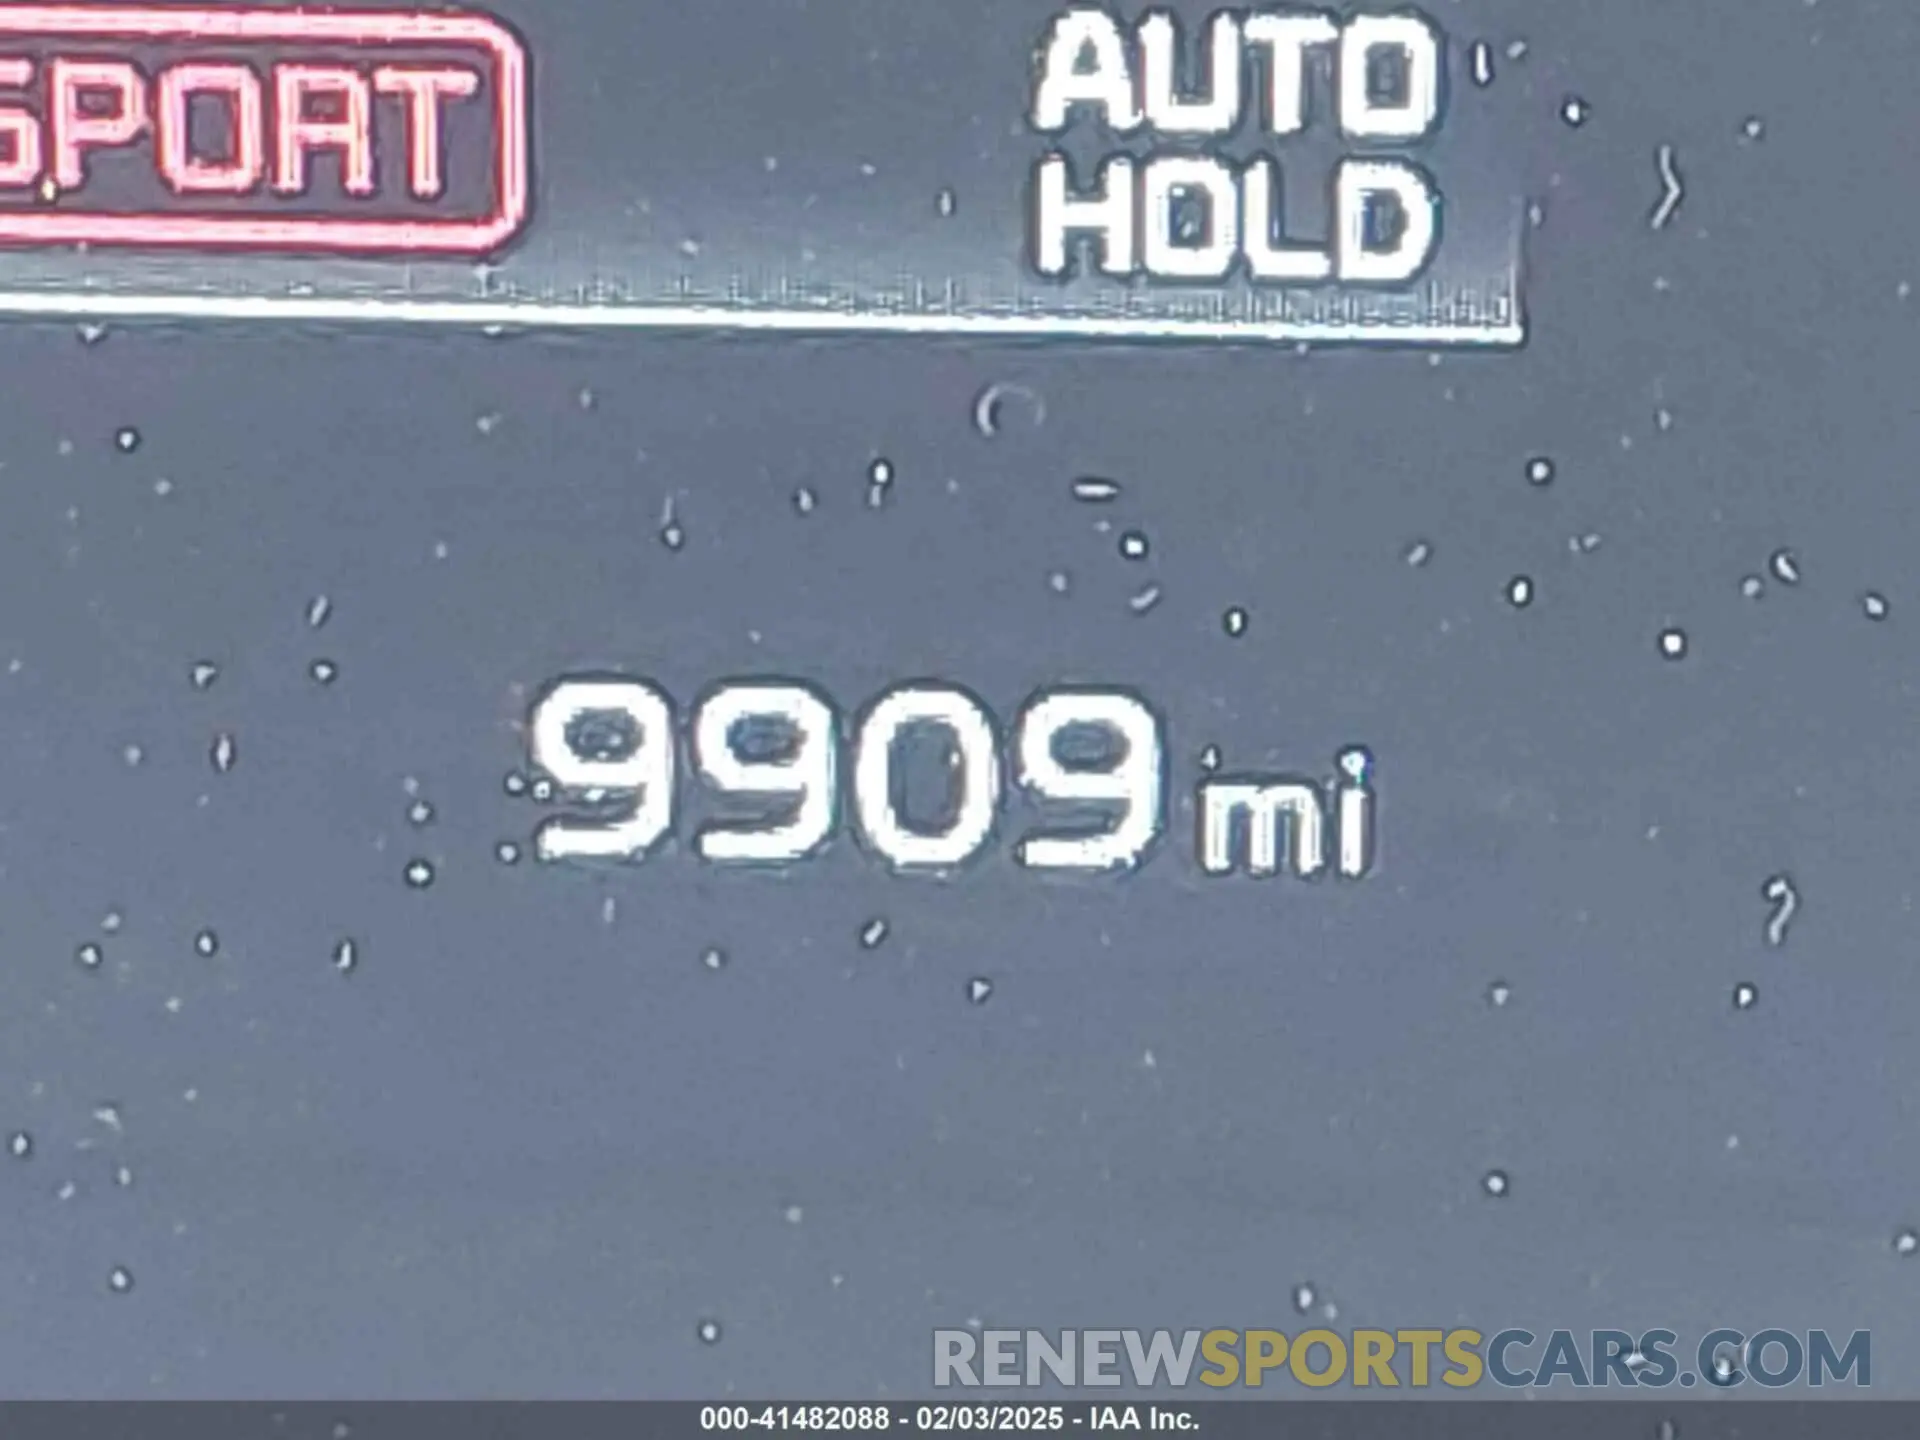 SPORT
AUTO
HOLD
9909 mi
RENEWSPORTSCARS.COM
000-41482088 - 02/03/2025 - IAA Inc.